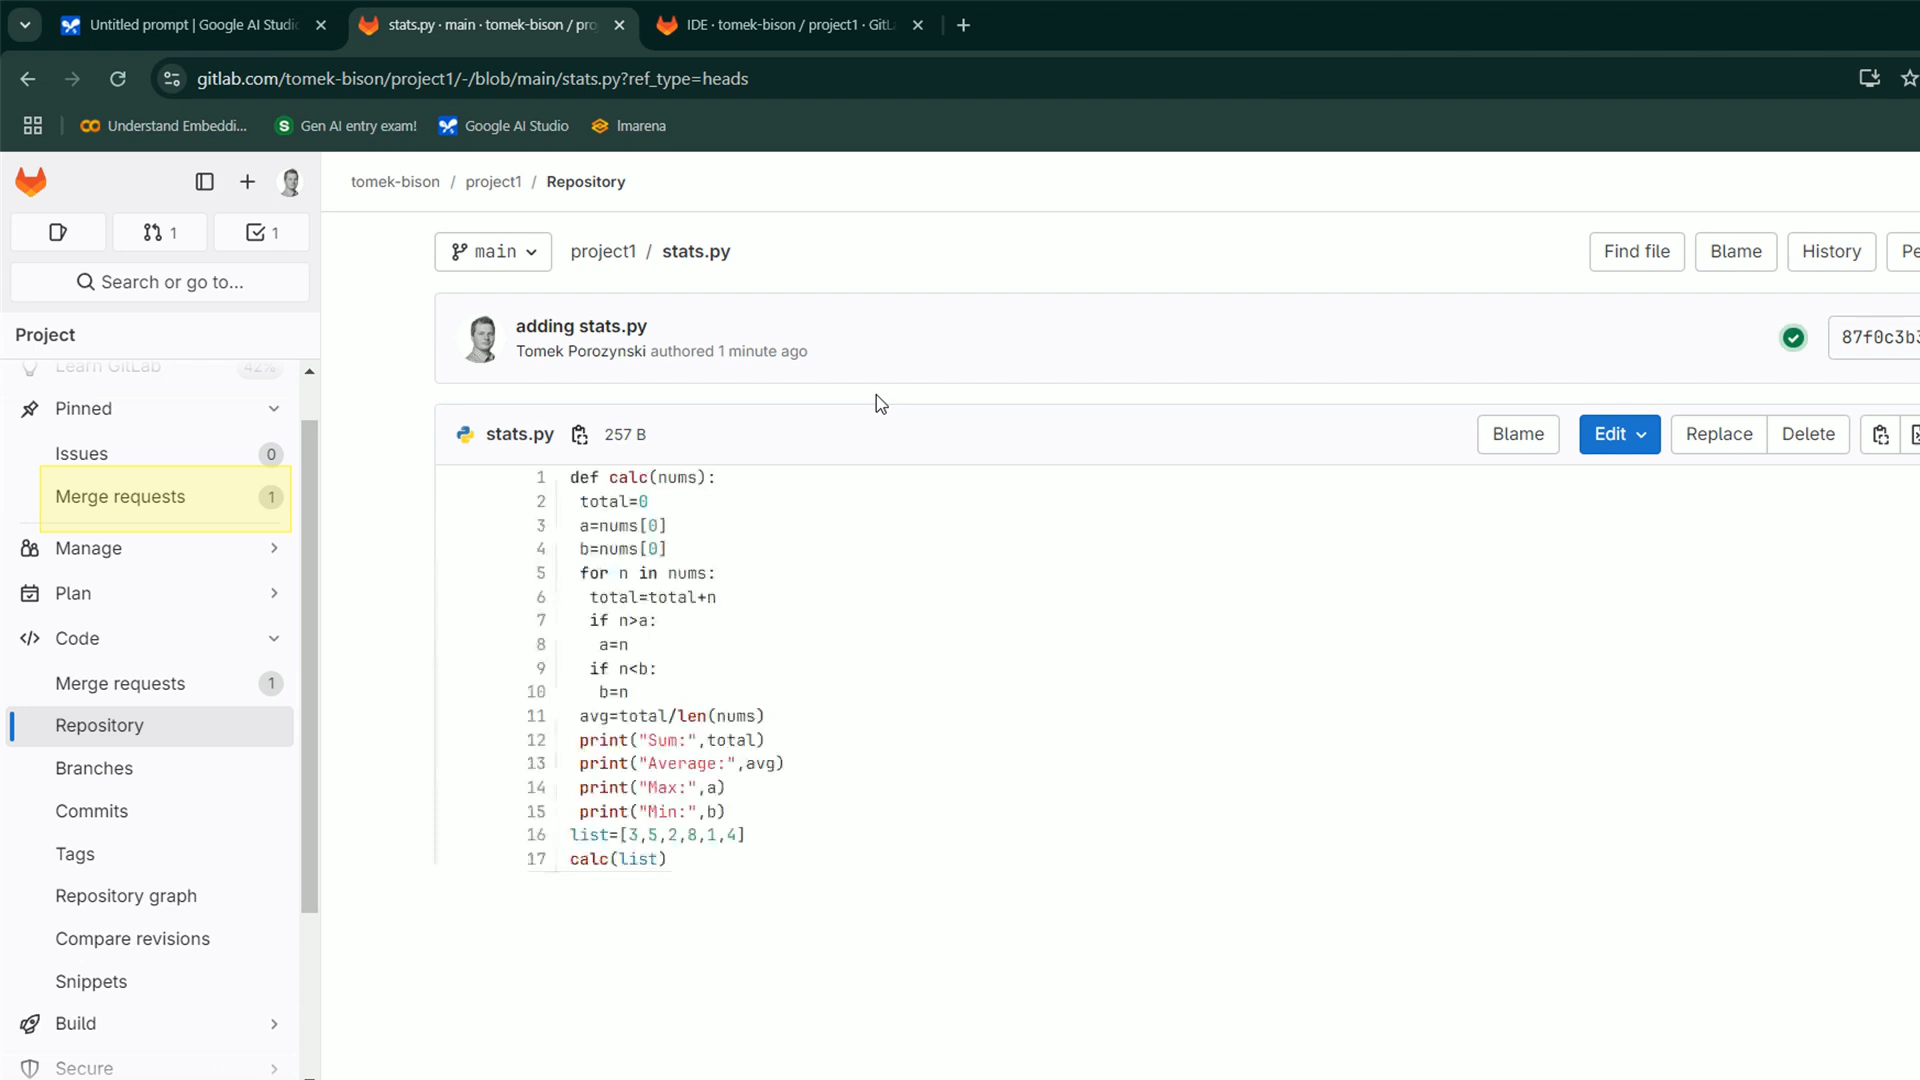 Untitled prompt | Google AI Studio
stats.py · main · tomek-bison / pro
IDE · tomek-bison / project1 · GitL
gitlab.com/tomek-bison/project1/-/blob/main/stats.py?ref_type=heads
Understand Embeddi...
S Gen AI entry exam!
Google AI Studio
lmarena
1
1
Search or go to...
Project
Learn GitLab 42%
Pinned
Issues 0
Merge requests 1
Manage
Plan
Code
Merge requests 1
Repository
Branches
Commits
Tags
Repository graph
Compare revisions
Snippets
Build
Secure
tomek-bison / project1 / Repository
main
project1 / stats.py
Find file
Blame
History
Pe
adding stats.py
Tomek Porozynski authored 1 minute ago
87f0c3b3
stats.py 257 B
Blame
Edit
Replace
Delete
1 def calc(nums):
2  total=0
3  a=nums[0]
4  b=nums[0]
5  for n in nums:
6   total=total+n
7   if n>a:
8    a=n
9   if n<b:
10    b=n
11  avg=total/len(nums)
12  print("Sum:",total)
13  print("Average:",avg)
14  print("Max:",a)
15  print("Min:",b)
16 list=[3,5,2,8,1,4]
17 calc(list)